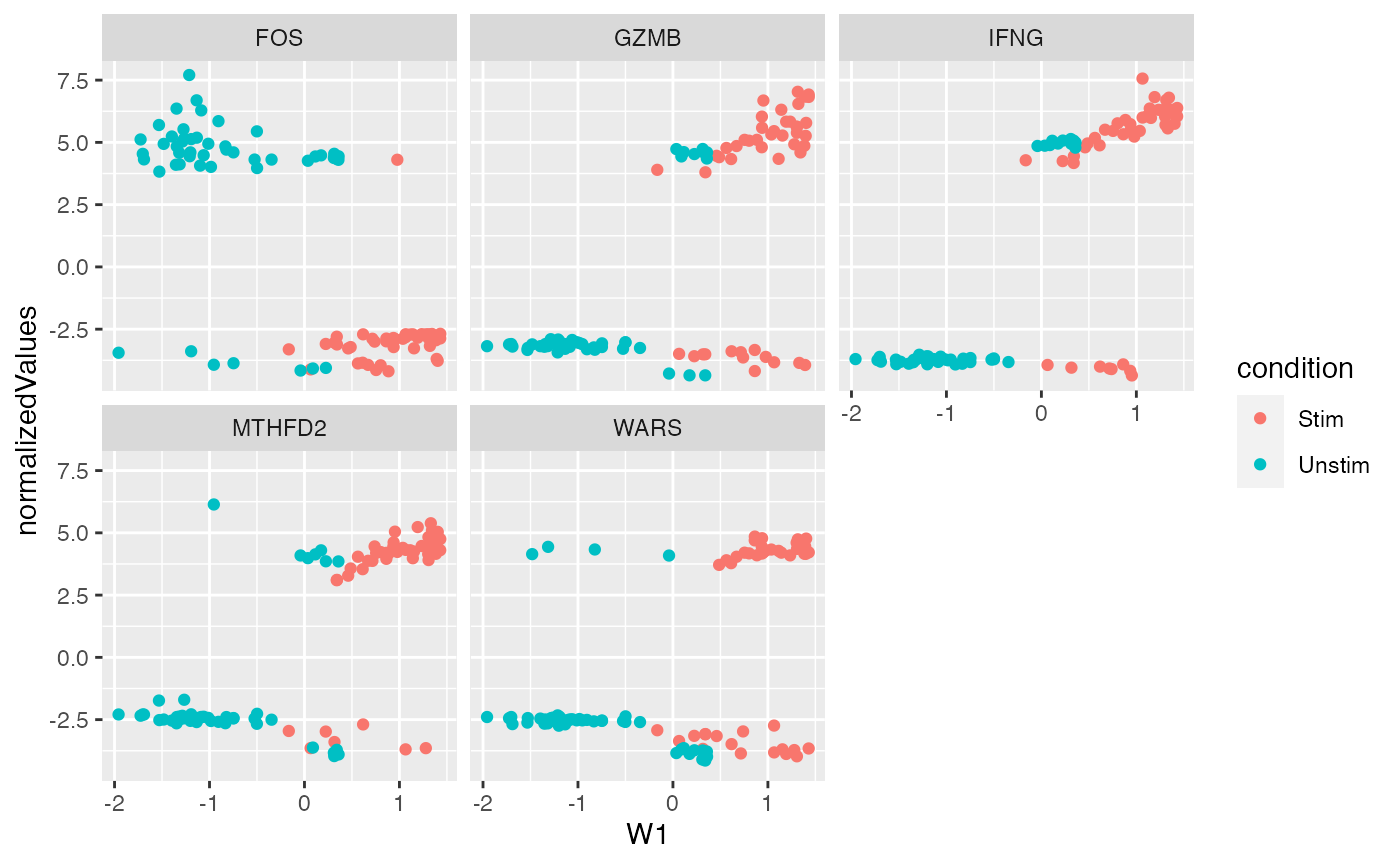 FOS GZMB IFNG
7.5
5.0
2.5
0.0
-2.5
-2 -1 0 1
MTHFD2 WARS
7.5
5.0
2.5
0.0
-2.5
-2 -1 0 1 -2 -1 0 1
W1
normalizedValues
condition
Stim
Unstim